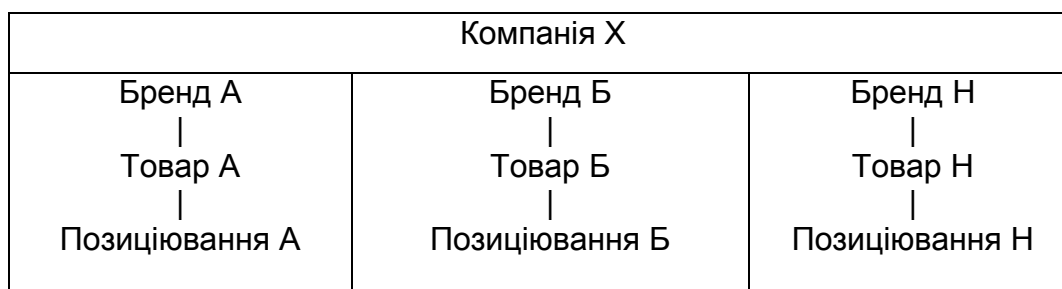 Компанія Х
Бренд А Бренд Б Бренд Н
| | |
Товар А Товар Б Товар Н
| | |
Позиціювання А Позиціювання Б Позиціювання Н